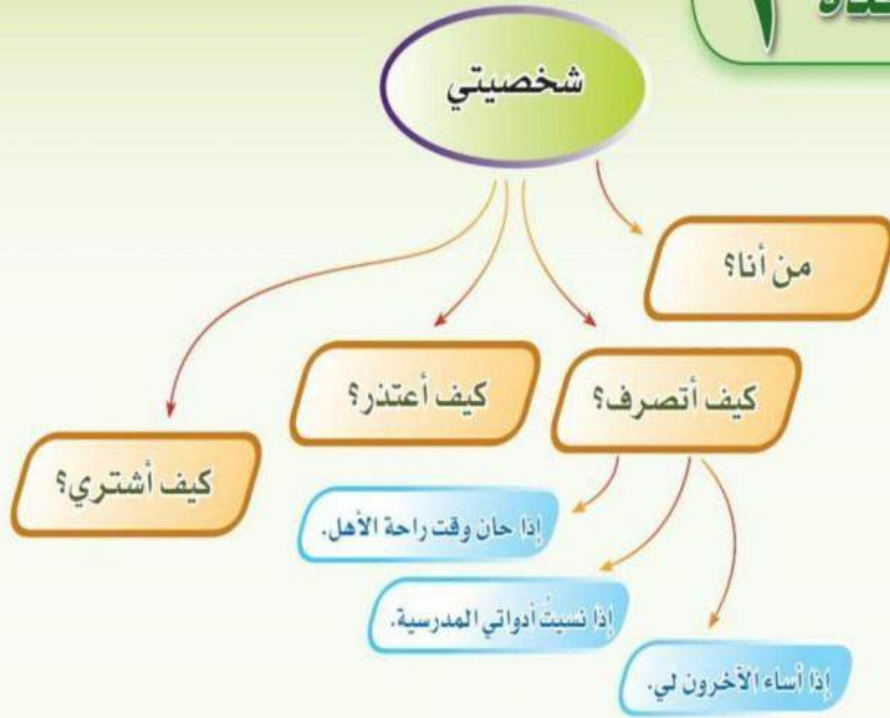 ١
شخصيتي
من أنا؟
كيف أتصرف؟
كيف أعتذر؟
كيف أشتري؟
إذا حان وقت راحة الأهل.
إذا نسيتُ أدواتي المدرسية.
إذا أساء الآخرون لي.